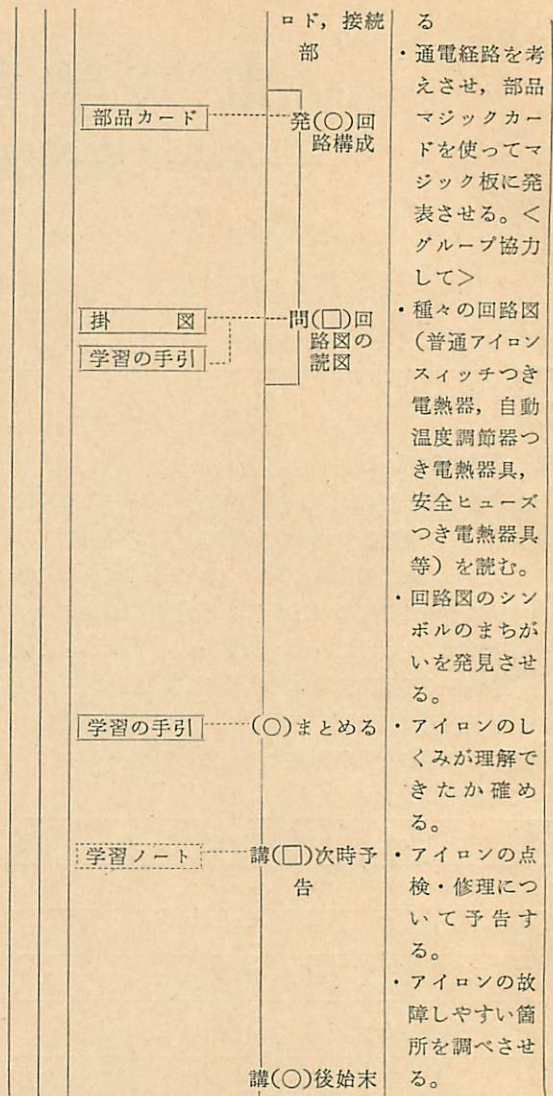 ロド，接続
部
部品カード
発(○)回
路構成
掛図
学習の手引
問(□)回
路図の
読図
学習の手引
(○)まとめる
学習ノート
講(□)次時予
告
講(○)後始末
る
・通電経路を考
えさせ，部品
マジックカー
ドを使ってマ
ジック板に発
表させる。＜
グループ協力
して＞
・種々の回路図
（普通アイロン
スィッチつき
電熱器，自動
温度調節器つ
き電熱器具，
安全ヒューズ
つき電熱器具
等）を読む。
・回路図のシン
ボルのまちが
いを発見させ
る。
・アイロンのし
くみが理解で
きたか確め
る。
・アイロンの点
検・修理につ
いて予告す
る。
・アイロンの故
障しやすい箇
所を調べさせ
る。